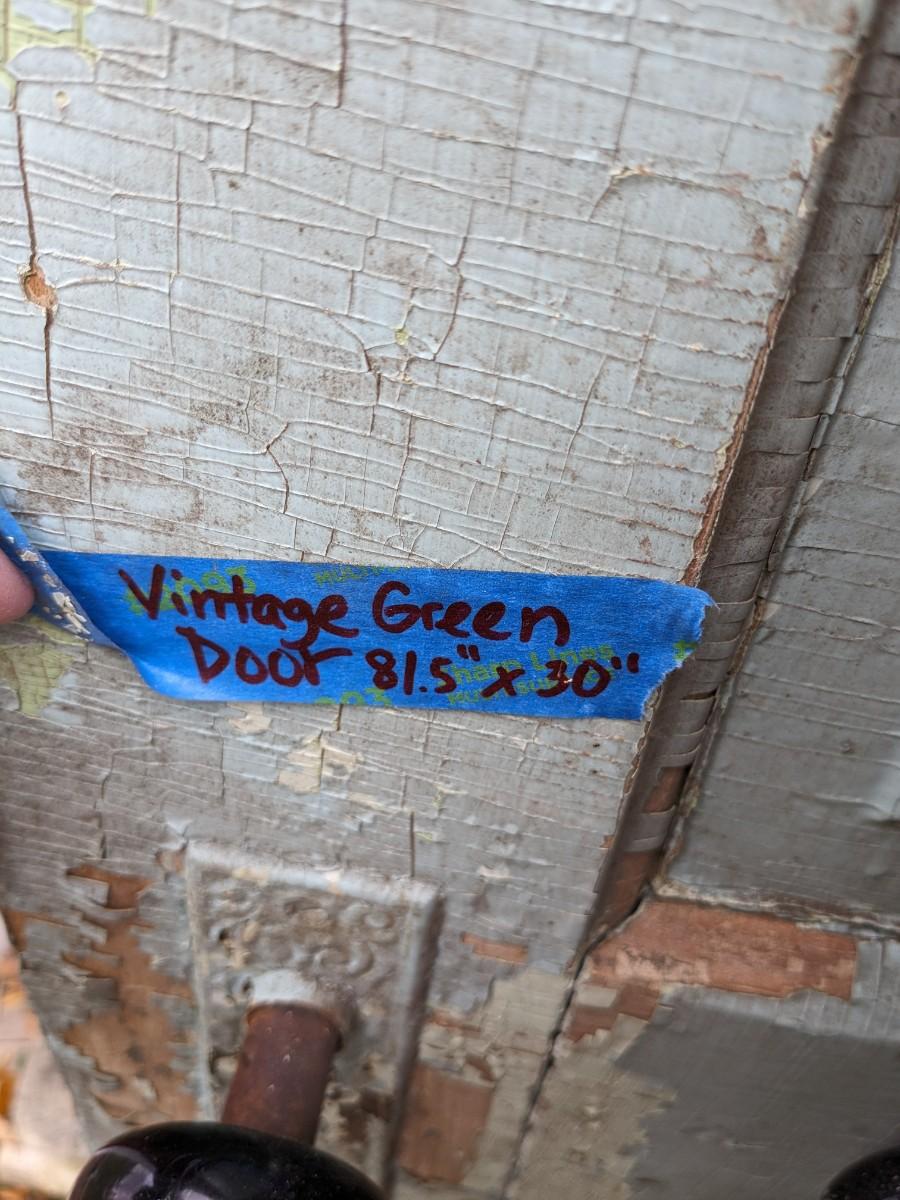 Vintage Green
Door 81.5" x 30"